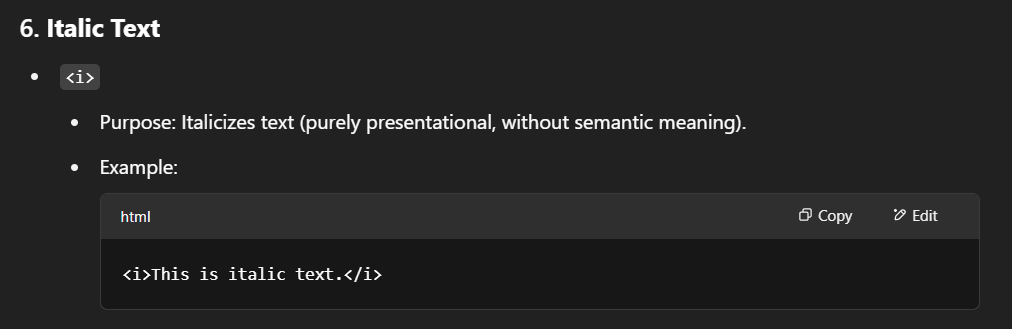 6. Italic Text
<i>
Purpose: Italicizes text (purely presentational, without semantic meaning).
Example:
html Copy Edit
<i>This is italic text.</i>